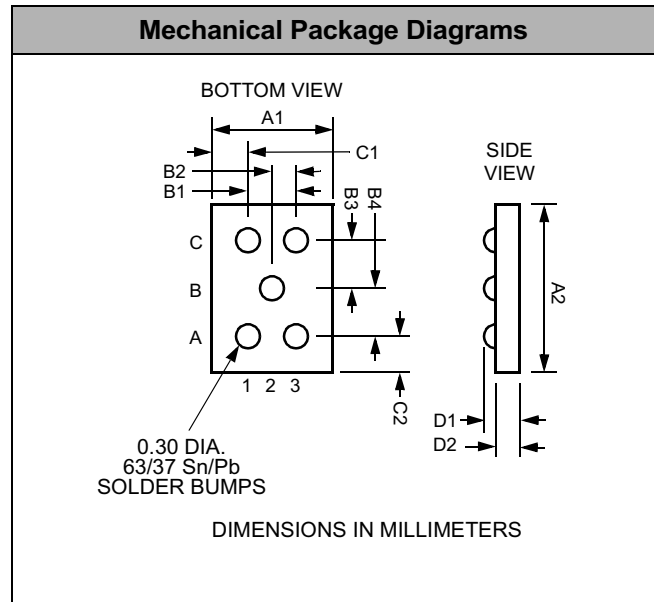 Mechanical Package Diagrams
BOTTOM VIEW
A1
C1
B2
B1
B3
B4
SIDE
VIEW
C
B
A
A2
1 2 3
C2
D1
D2
0.30 DIA.
63/37 Sn/Pb
SOLDER BUMPS
DIMENSIONS IN MILLIMETERS